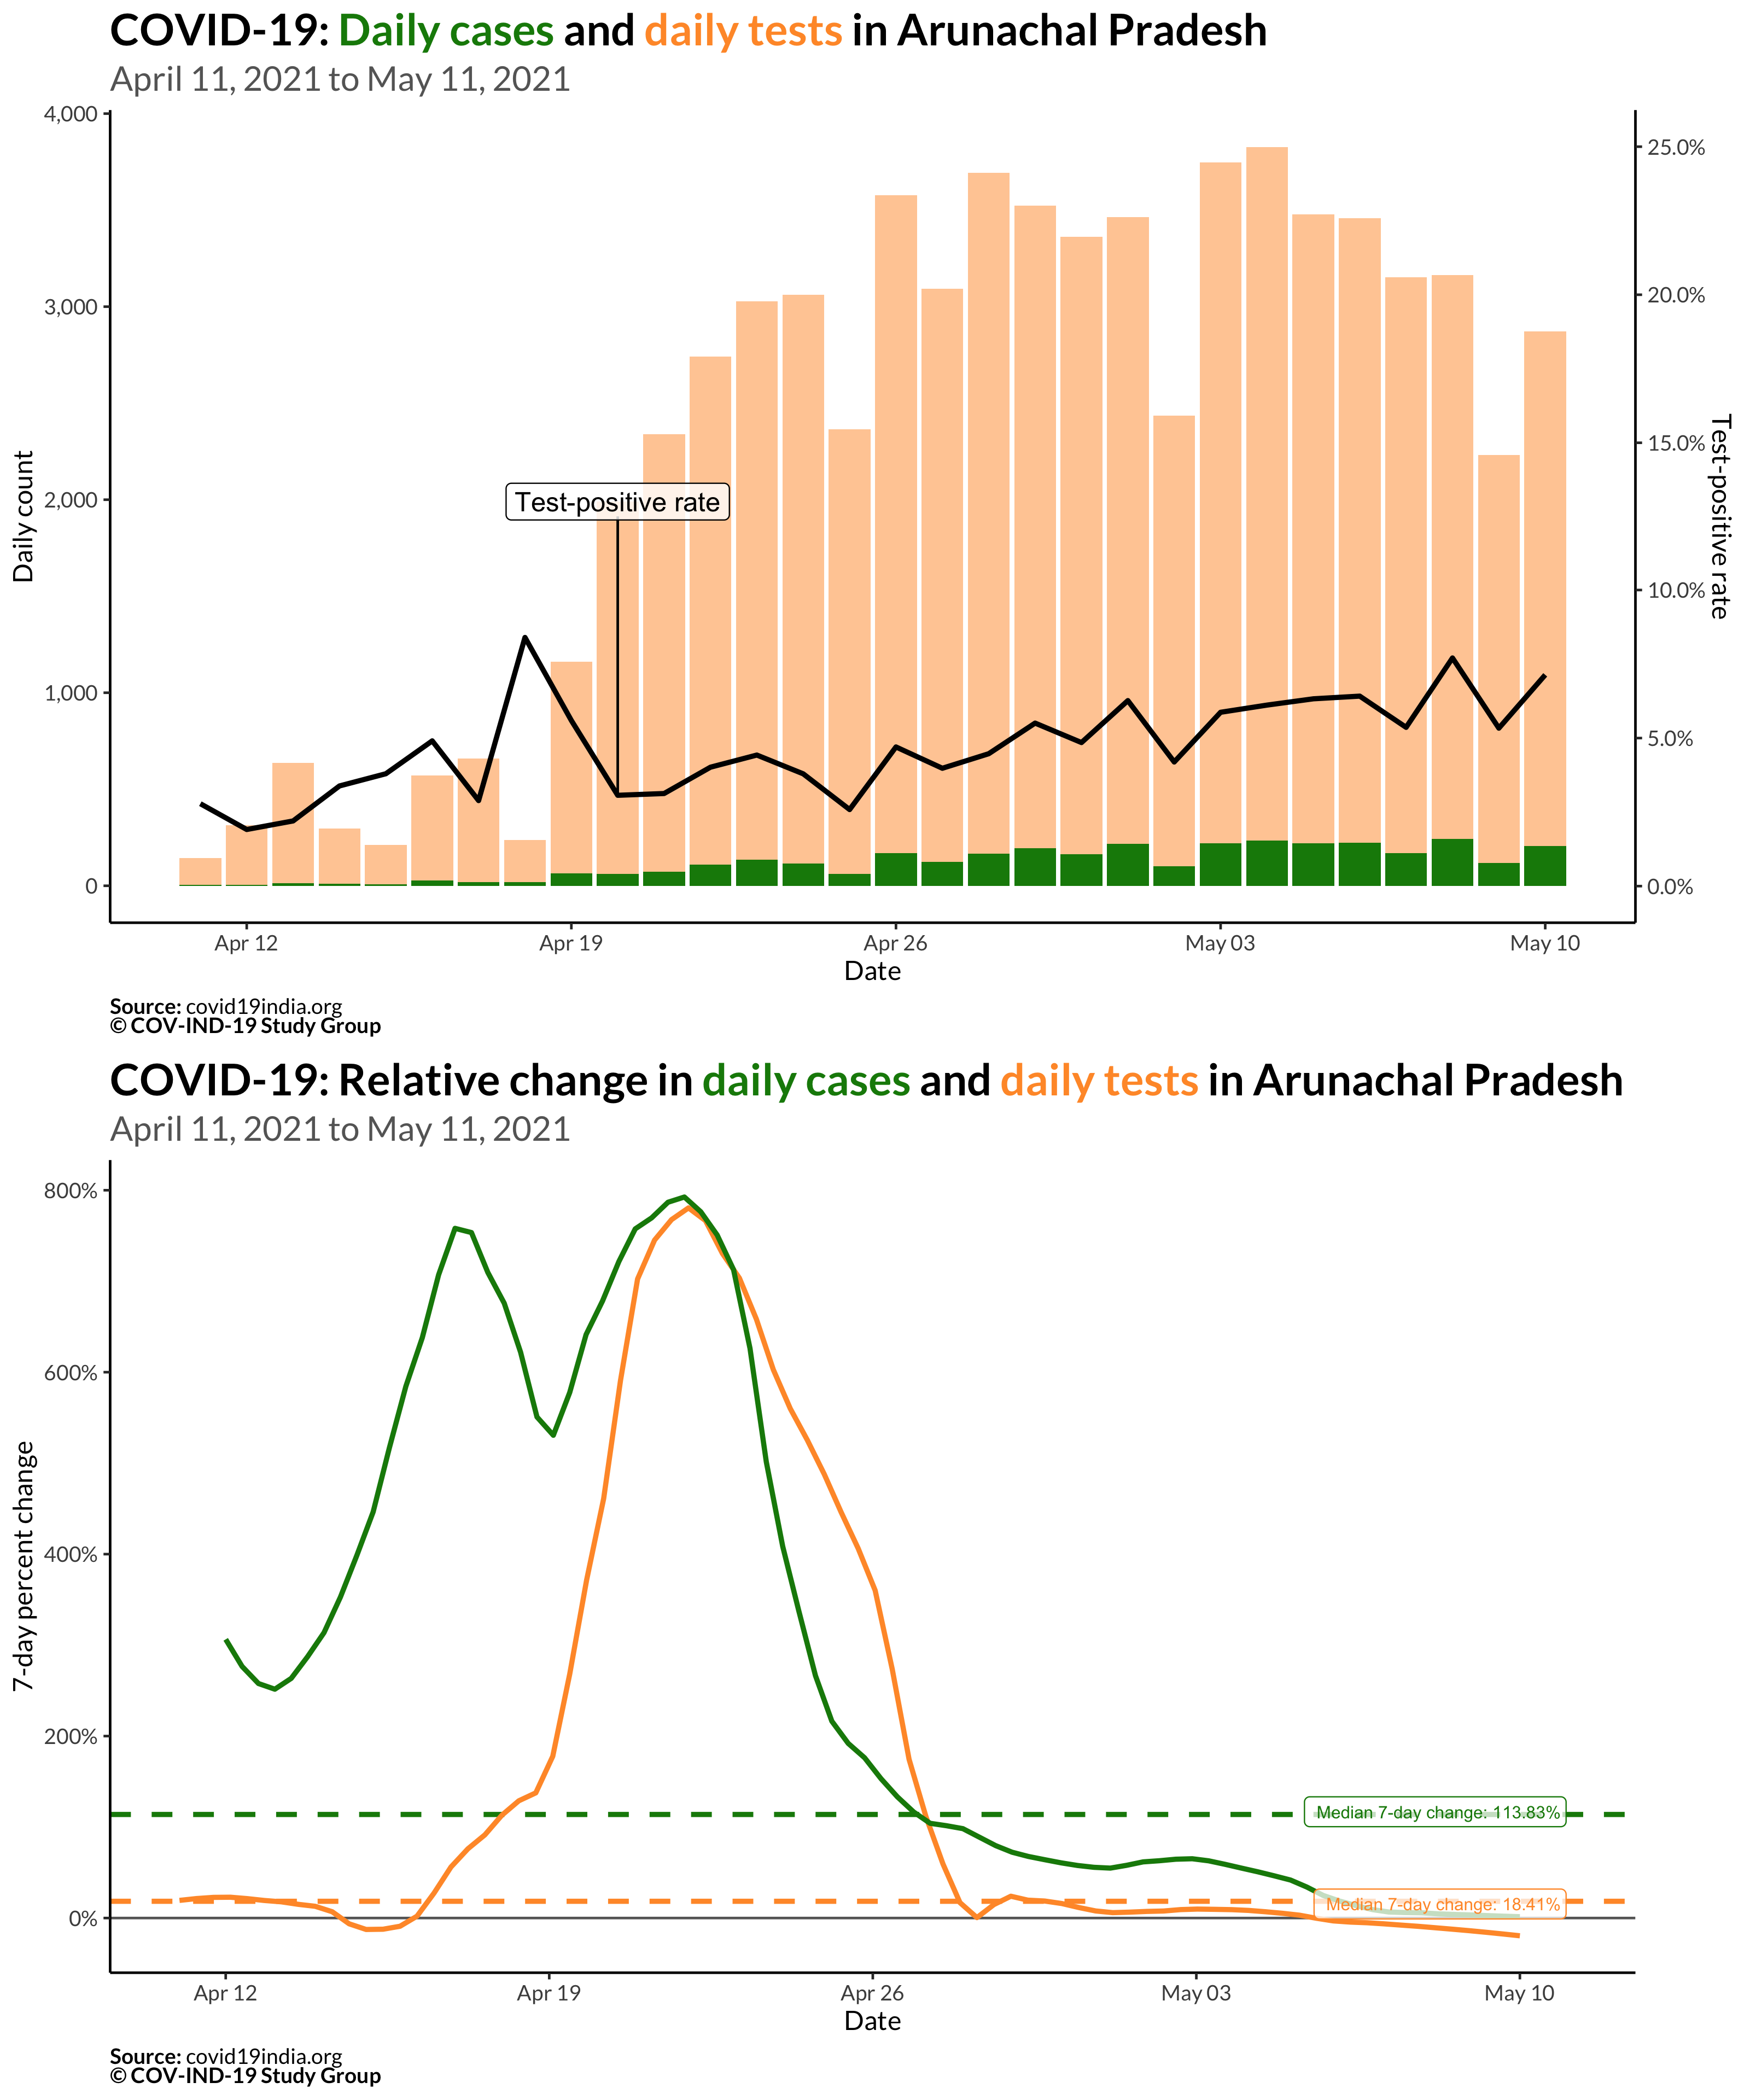 COVID-19: Daily cases and daily tests in Arunachal Pradesh
April 11, 2021 to May 11, 2021
4,000
3,000
2,000
1,000
0
Daily count
25.0%
20.0%
15.0%
10.0%
5.0%
0.0%
Test-positive rate
Test-positive rate
Apr 12
Apr 19
Apr 26
May 03
May 10
Date
Source: covid19india.org
© COV-IND-19 Study Group
COVID-19: Relative change in daily cases and daily tests in Arunachal Pradesh
April 11, 2021 to May 11, 2021
800%
600%
400%
200%
0%
7-day percent change
Median 7-day change: 113.83%
Median 7-day change: 18.41%
Apr 12
Apr 19
Apr 26
May 03
May 10
Date
Source: covid19india.org
© COV-IND-19 Study Group